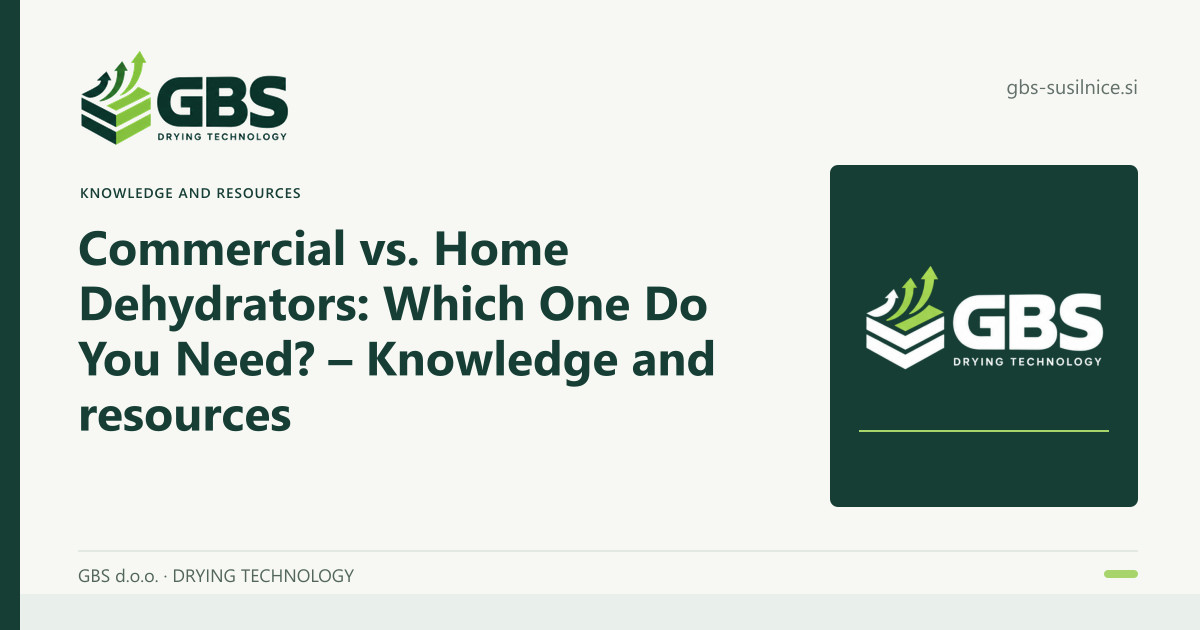 GBS
DRYING TECHNOLOGY
gbs-susilnice.si
KNOWLEDGE AND RESOURCES
Commercial vs. Home
Dehydrators: Which One Do
You Need? – Knowledge and
resources
GBS
DRYING TECHNOLOGY
GBS d.o.o. · DRYING TECHNOLOGY